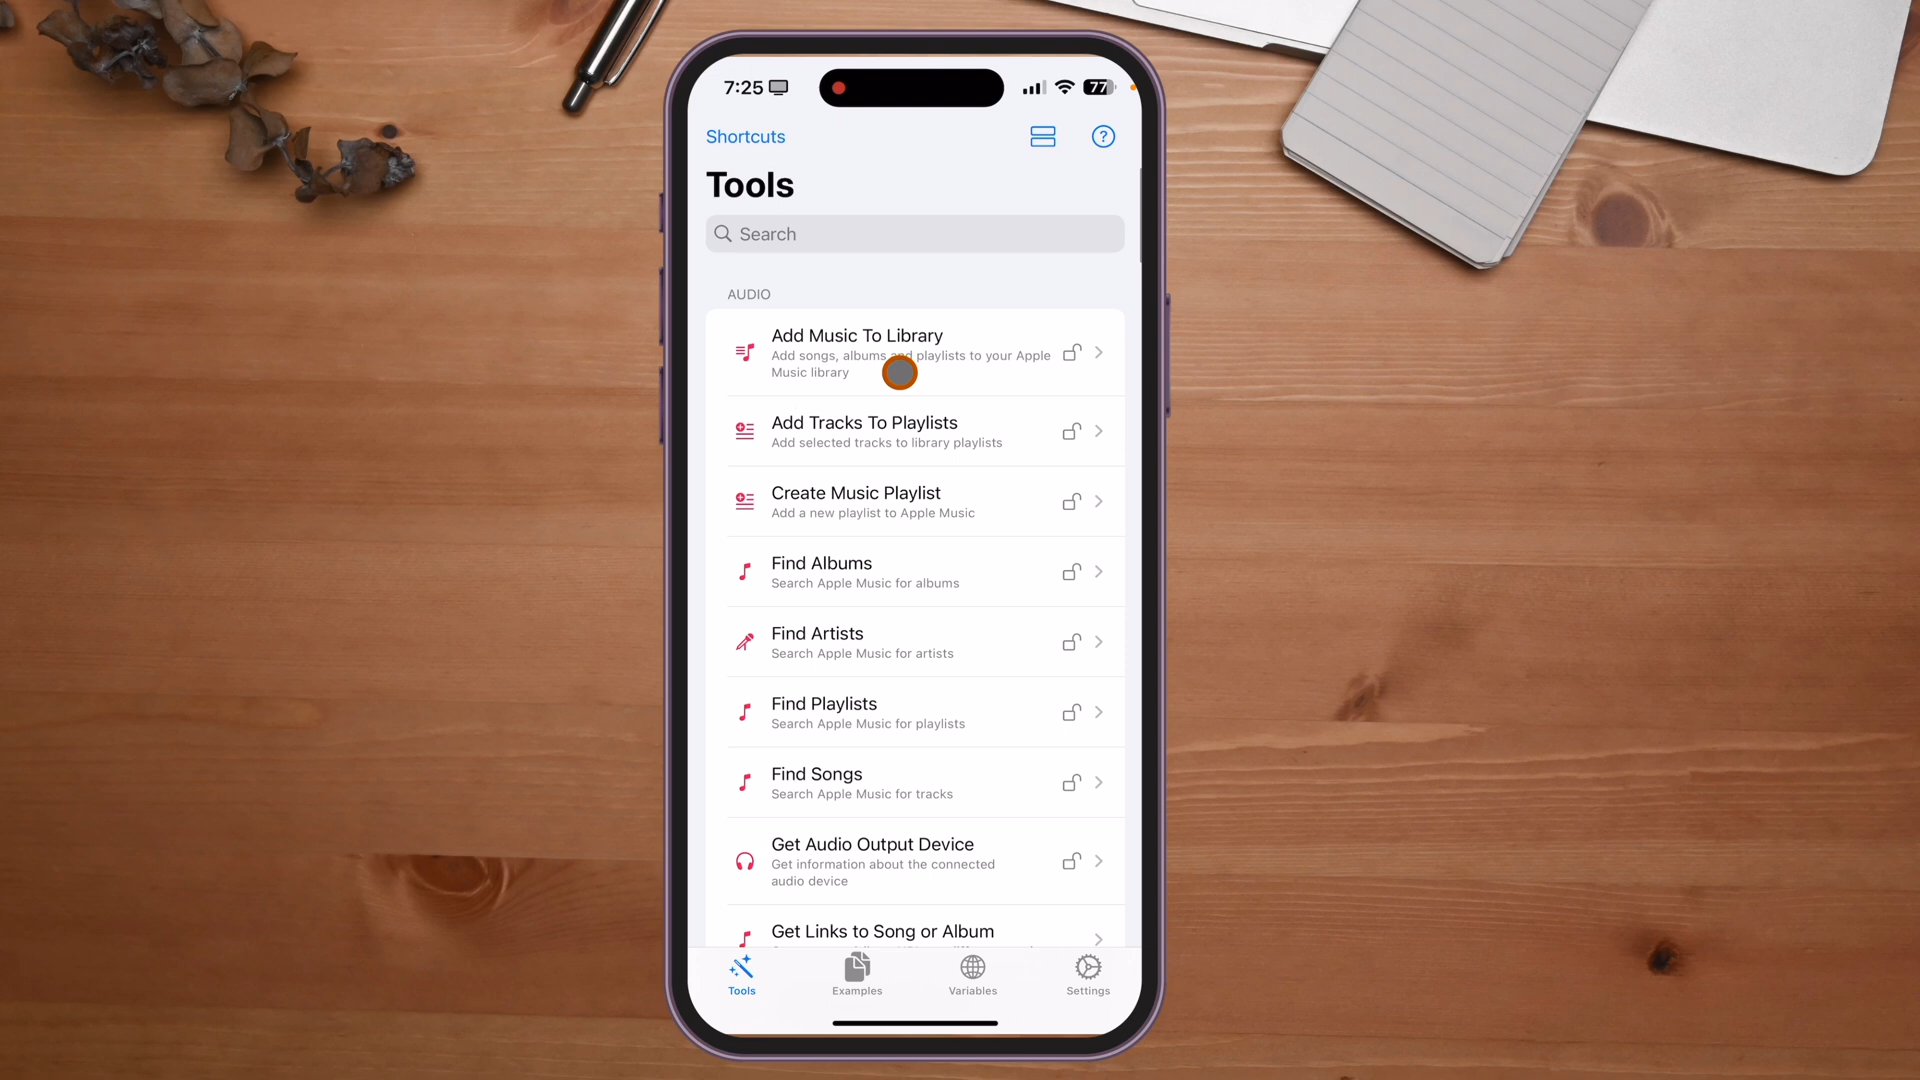 7:25
77
Shortcuts
Tools
Search
AUDIO
Add Music To Library
Add songs, albums and playlists to your Apple
Music library
Add Tracks To Playlists
Add selected tracks to library playlists
Create Music Playlist
Add a new playlist to Apple Music
Find Albums
Search Apple Music for albums
Find Artists
Search Apple Music for artists
Find Playlists
Search Apple Music for playlists
Find Songs
Search Apple Music for tracks
Get Audio Output Device
Get information about the connected
audio device
Get Links to Song or Album
Tools
Examples
Variables
Settings